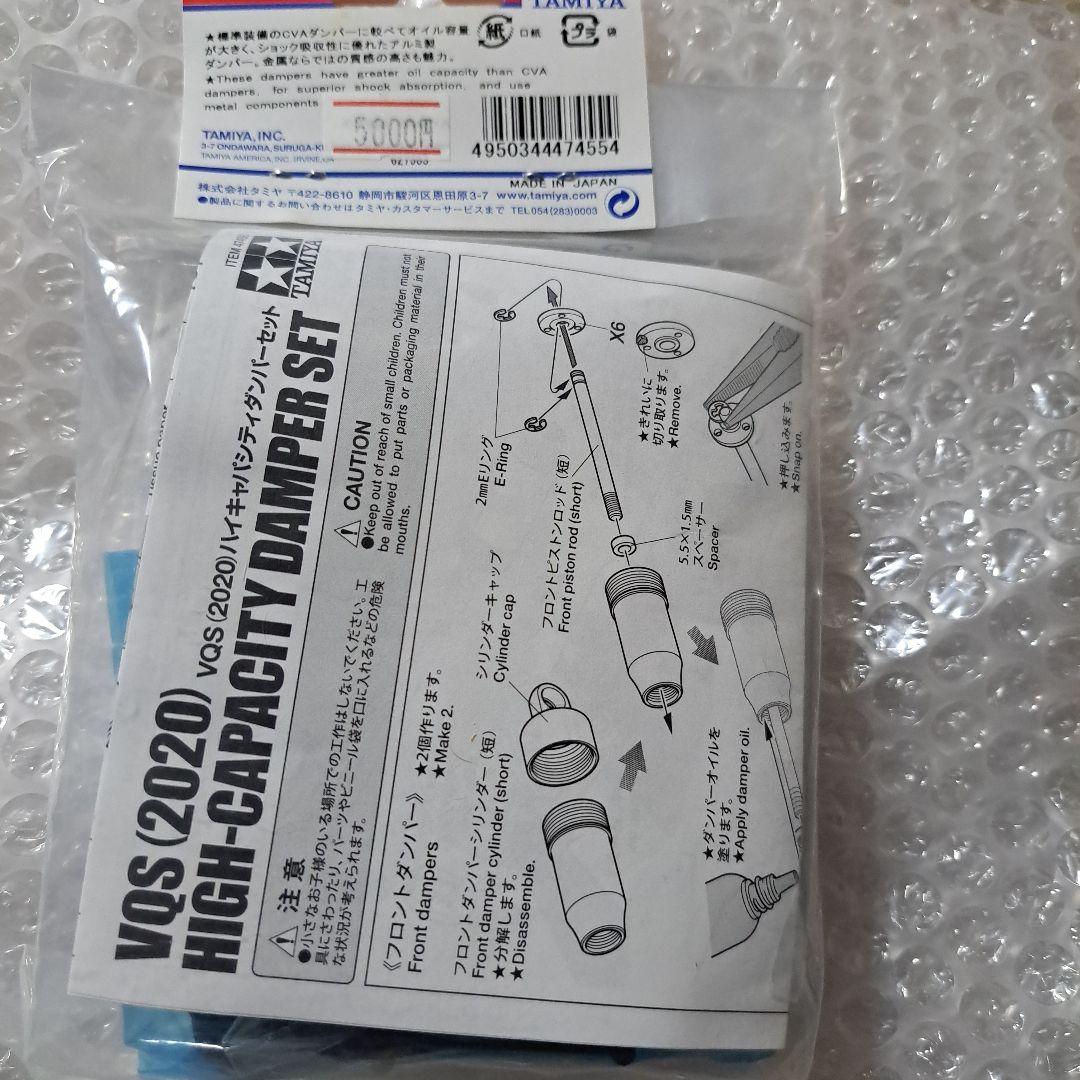 TAMIYA
★標準装備のCVAダンパーに較べてオイル容量
が大きく、ショック吸収性に優れたアルミ製
ダンパー。金属ならではの質感の高さも魅力。
★These dampers have greater oil capacity than CVA
dampers, for superior shock absorption, and use
metal components
紙
口紙
プラ
袋
5000円
TAMIYA, INC.
3-7 ONDAWARA, SURUGA-K
TAMIYA AMERICA, INC. IRVINE,
4950344474554
MADE IN JAPAN
株式会社タミヤ 〒422-8610 静岡市駿河区恩田原3-7 www.tamiya.com
●製品に関するお問い合わせはタミヤ・カスタマーサービスまで TEL054(283)0003
TAMIYA
VQS(2020) VQS(2020)ハイキャパシティダンパーセット
HIGH-CAPACITY DAMPER SET
注意
●小さなお子様のいる場所での工作はしないでください。工
具にさわったり、パーツやビニール袋を口に入れるなどの危険
な状況が考えられます。
CAUTION
●Keep out of reach of small children. Children must not
be allowed to put parts or packaging material in their
mouths.
《フロントダンパー》
Front dampers
★2個作ります。
★Make 2.
フロントダンパーシリンダー(短)
Front damper cylinder (short)
★分解します。
★Disassemble.
シリンダーキャップ
Cylinder cap
2mmEリング
E-Ring
フロントピストンロッド(短)
Front piston rod (short)
X6
★きれいに
切り取ります。
★Remove.
5.5×1.5mm
スペーサー
Spacer
★押し込みます。
★Snap on.
★ダンパーオイルを
塗ります。
★Apply damper oil.